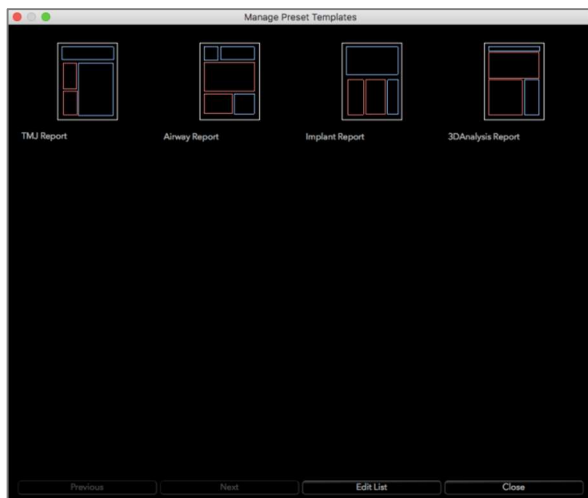 Manage Preset Templates
TMJ Report
Airway Report
Implant Report
3DAnalysis Report
Previous
Next
Edit List
Close